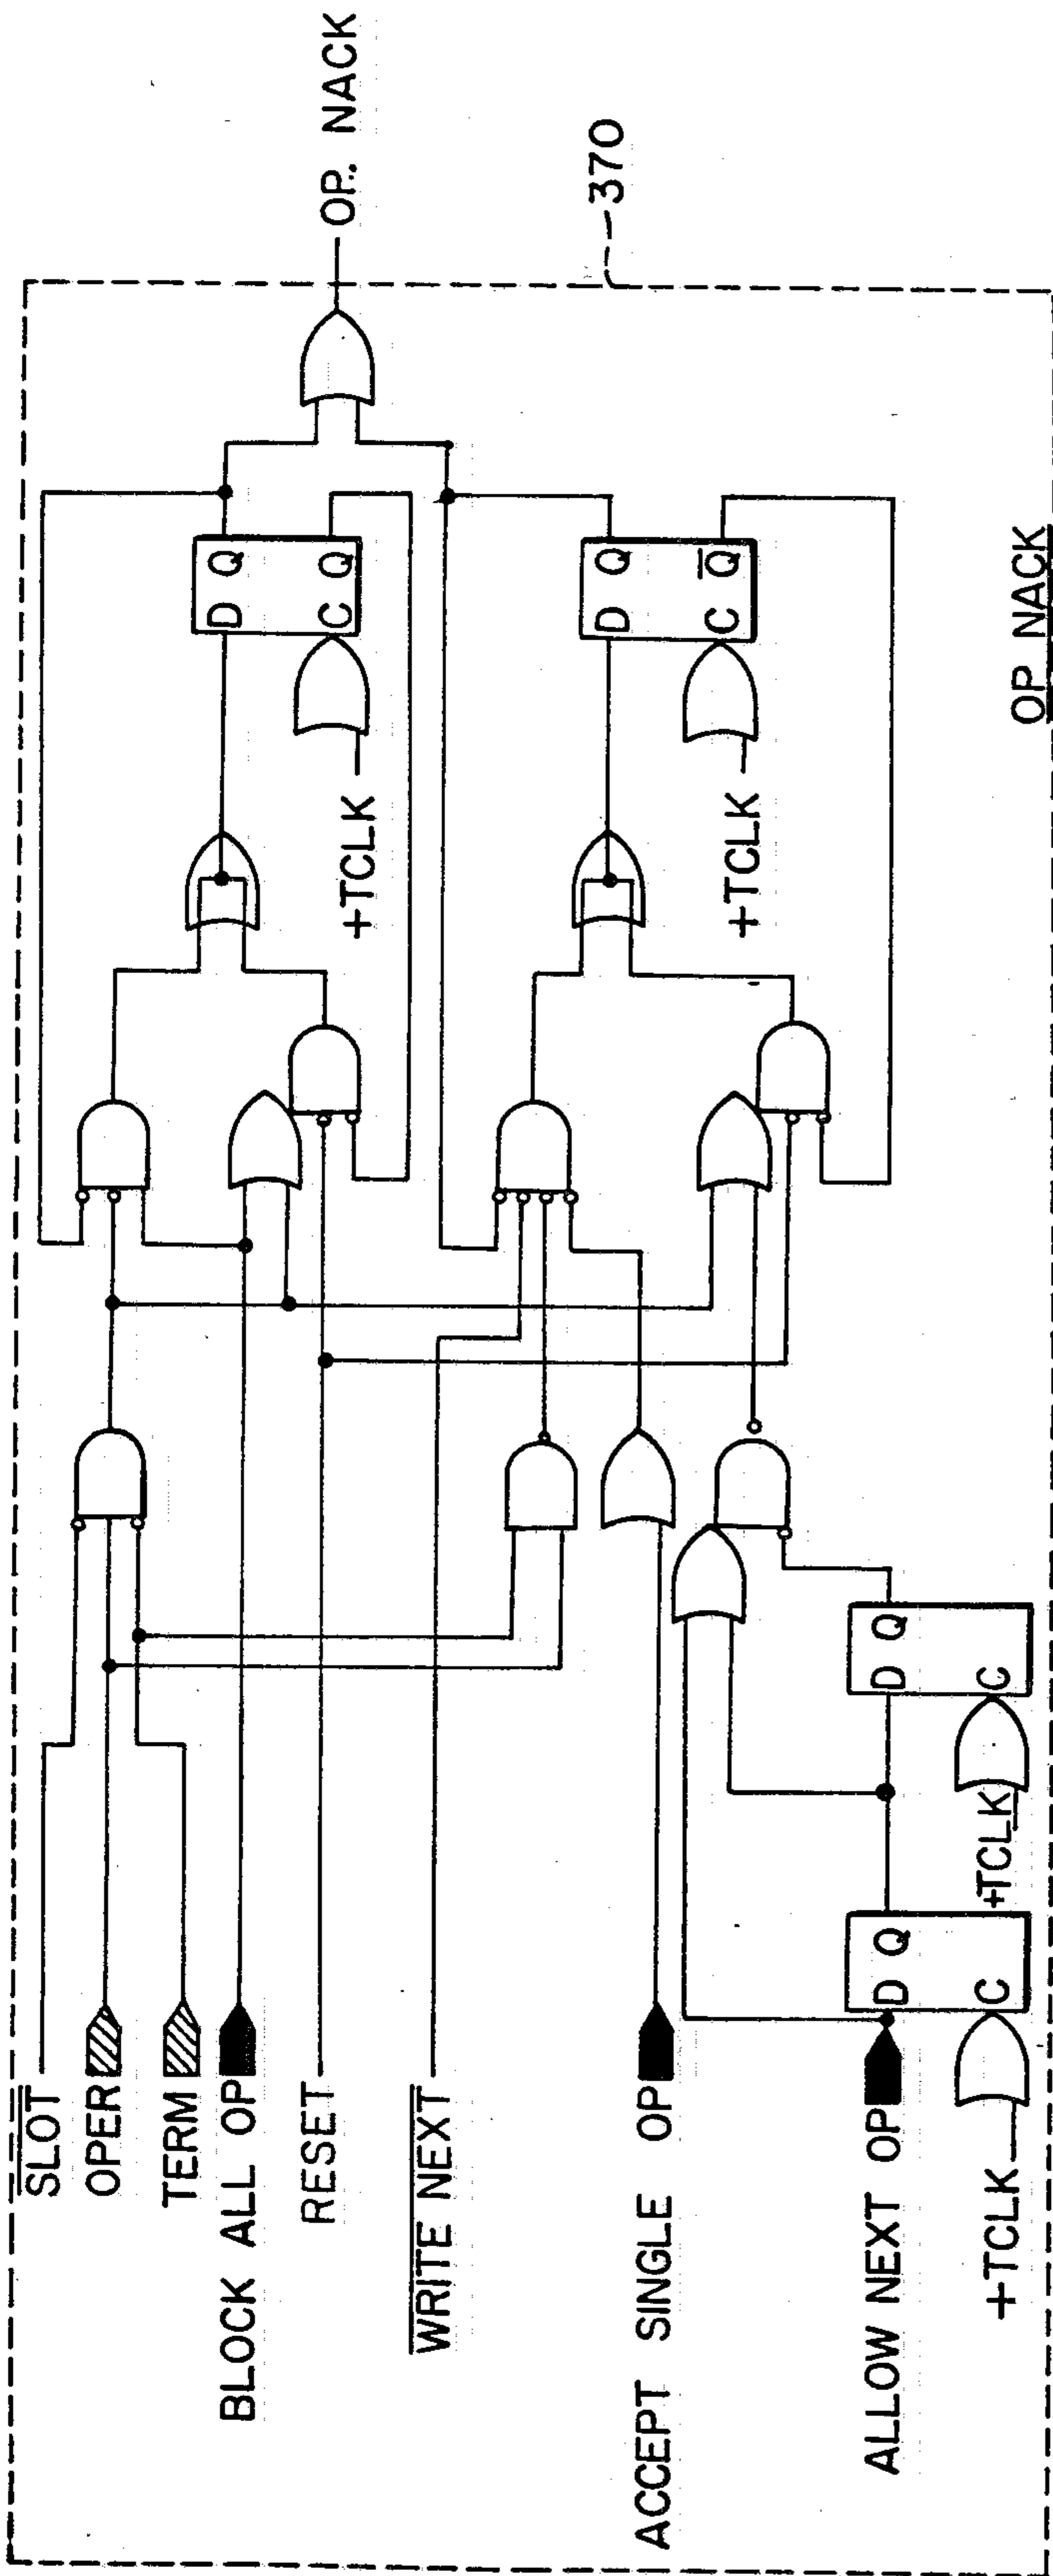 SLOT
OPER
TERM
BLOCK ALL OP
RESET
WRITE NEXT
ACCEPT SINGLE OP
ALLOW NEXT OP
+TCLK
D Q
C
+TCLK
D Q
C
+TCLK
D Q
C Q
+TCLK
D Q
C Q̅
OP.. NACK
370
OP NACK